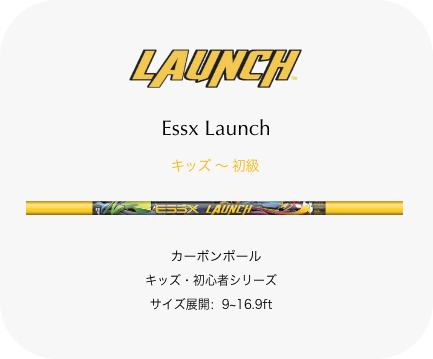 LAUNCH
Essx Launch
キッズ 〜 初級
ESSX LAUNCH
カーボンポール
キッズ・初心者シリーズ
サイズ展開: 9~16.9ft